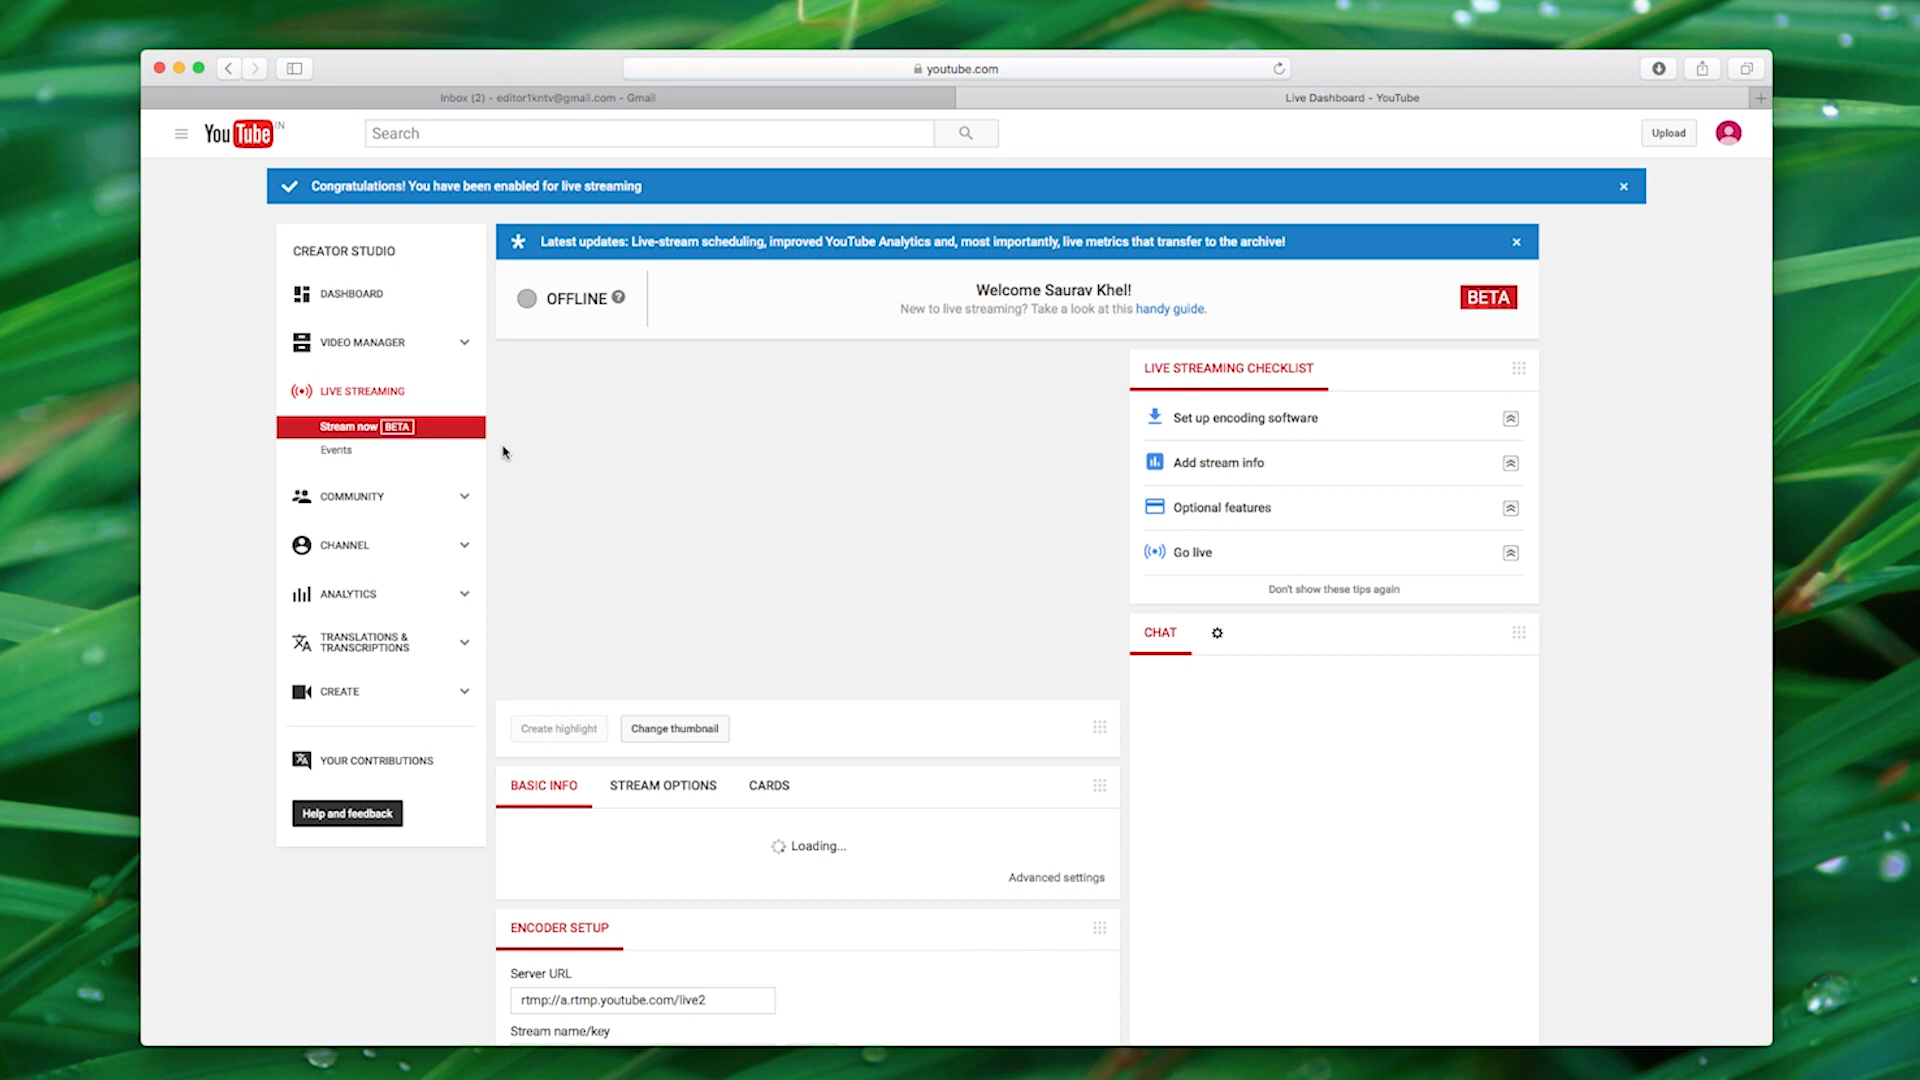 youtube.com
Inbox (2) - editor1kntv@gmail.com - Gmail
Live Dashboard - YouTube
YouTube IN
Search
Upload
Congratulations! You have been enabled for live streaming
CREATOR STUDIO
DASHBOARD
VIDEO MANAGER
LIVE STREAMING
Stream now BETA
Events
COMMUNITY
CHANNEL
ANALYTICS
TRANSLATIONS &
TRANSCRIPTIONS
CREATE
YOUR CONTRIBUTIONS
Help and feedback
Latest updates: Live-stream scheduling, improved YouTube Analytics and, most importantly, live metrics that transfer to the archive!
OFFLINE
Welcome Saurav Khel!
New to live streaming? Take a look at this handy guide.
BETA
Create highlight
Change thumbnail
BASIC INFO
STREAM OPTIONS
CARDS
Loading...
Advanced settings
ENCODER SETUP
Server URL
rtmp://a.rtmp.youtube.com/live2
Stream name/key
LIVE STREAMING CHECKLIST
Set up encoding software
Add stream info
Optional features
Go live
Don't show these tips again
CHAT